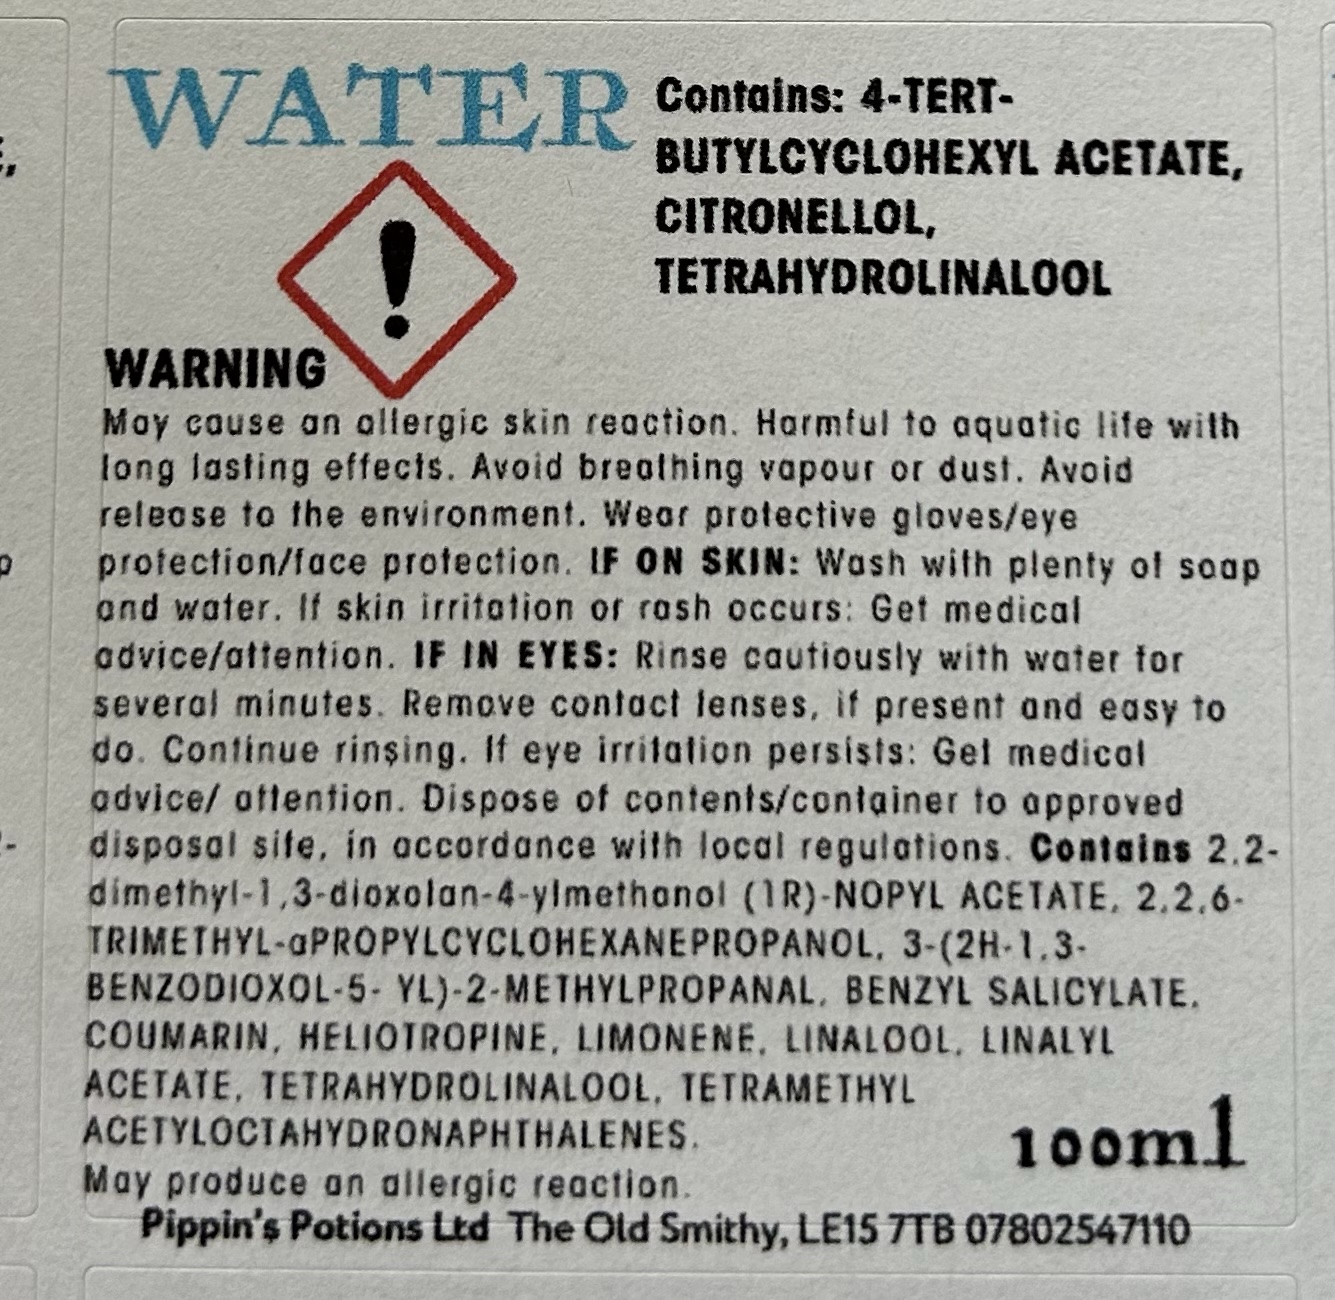 WATER
Contains: 4-TERT-
BUTYLCYCLOHEXYL ACETATE,
CITRONELLOL,
TETRAHYDROLINALOOL
!
WARNING
May cause an allergic skin reaction. Harmful to aquatic life with
long lasting effects. Avoid breathing vapour or dust. Avoid
release to the environment. Wear protective gloves/eye
protection/face protection. IF ON SKIN: Wash with plenty of soap
and water. If skin irritation or rash occurs: Get medical
advice/attention. IF IN EYES: Rinse cautiously with water for
several minutes. Remove contact lenses, if present and easy to
do. Continue rinsing. If eye irritation persists: Get medical
advice/ attention. Dispose of contents/container to approved
disposal site, in accordance with local regulations. Contains 2,2-
dimethyl-1,3-dioxolan-4-ylmethanol (1R)-NOPYL ACETATE, 2,2,6-
TRIMETHYL-aPROPYLCYCLOHEXANEPROPANOL, 3-(2H-1,3-
BENZODIOXOL-5- YL)-2-METHYLPROPANAL, BENZYL SALICYLATE,
COUMARIN, HELIOTROPINE, LIMONENE, LINALOOL, LINALYL
ACETATE, TETRAHYDROLINALOOL, TETRAMETHYL
ACETYLOCTAHYDRONAPHTHALENES.
100ml
May produce an allergic reaction.
Pippin's Potions Ltd The Old Smithy, LE15 7TB 07802547110